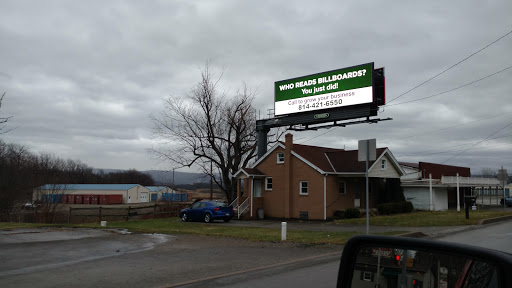 WHO READS BILLBOARDS?
You just did!
Call to grow your business
814-421-6550